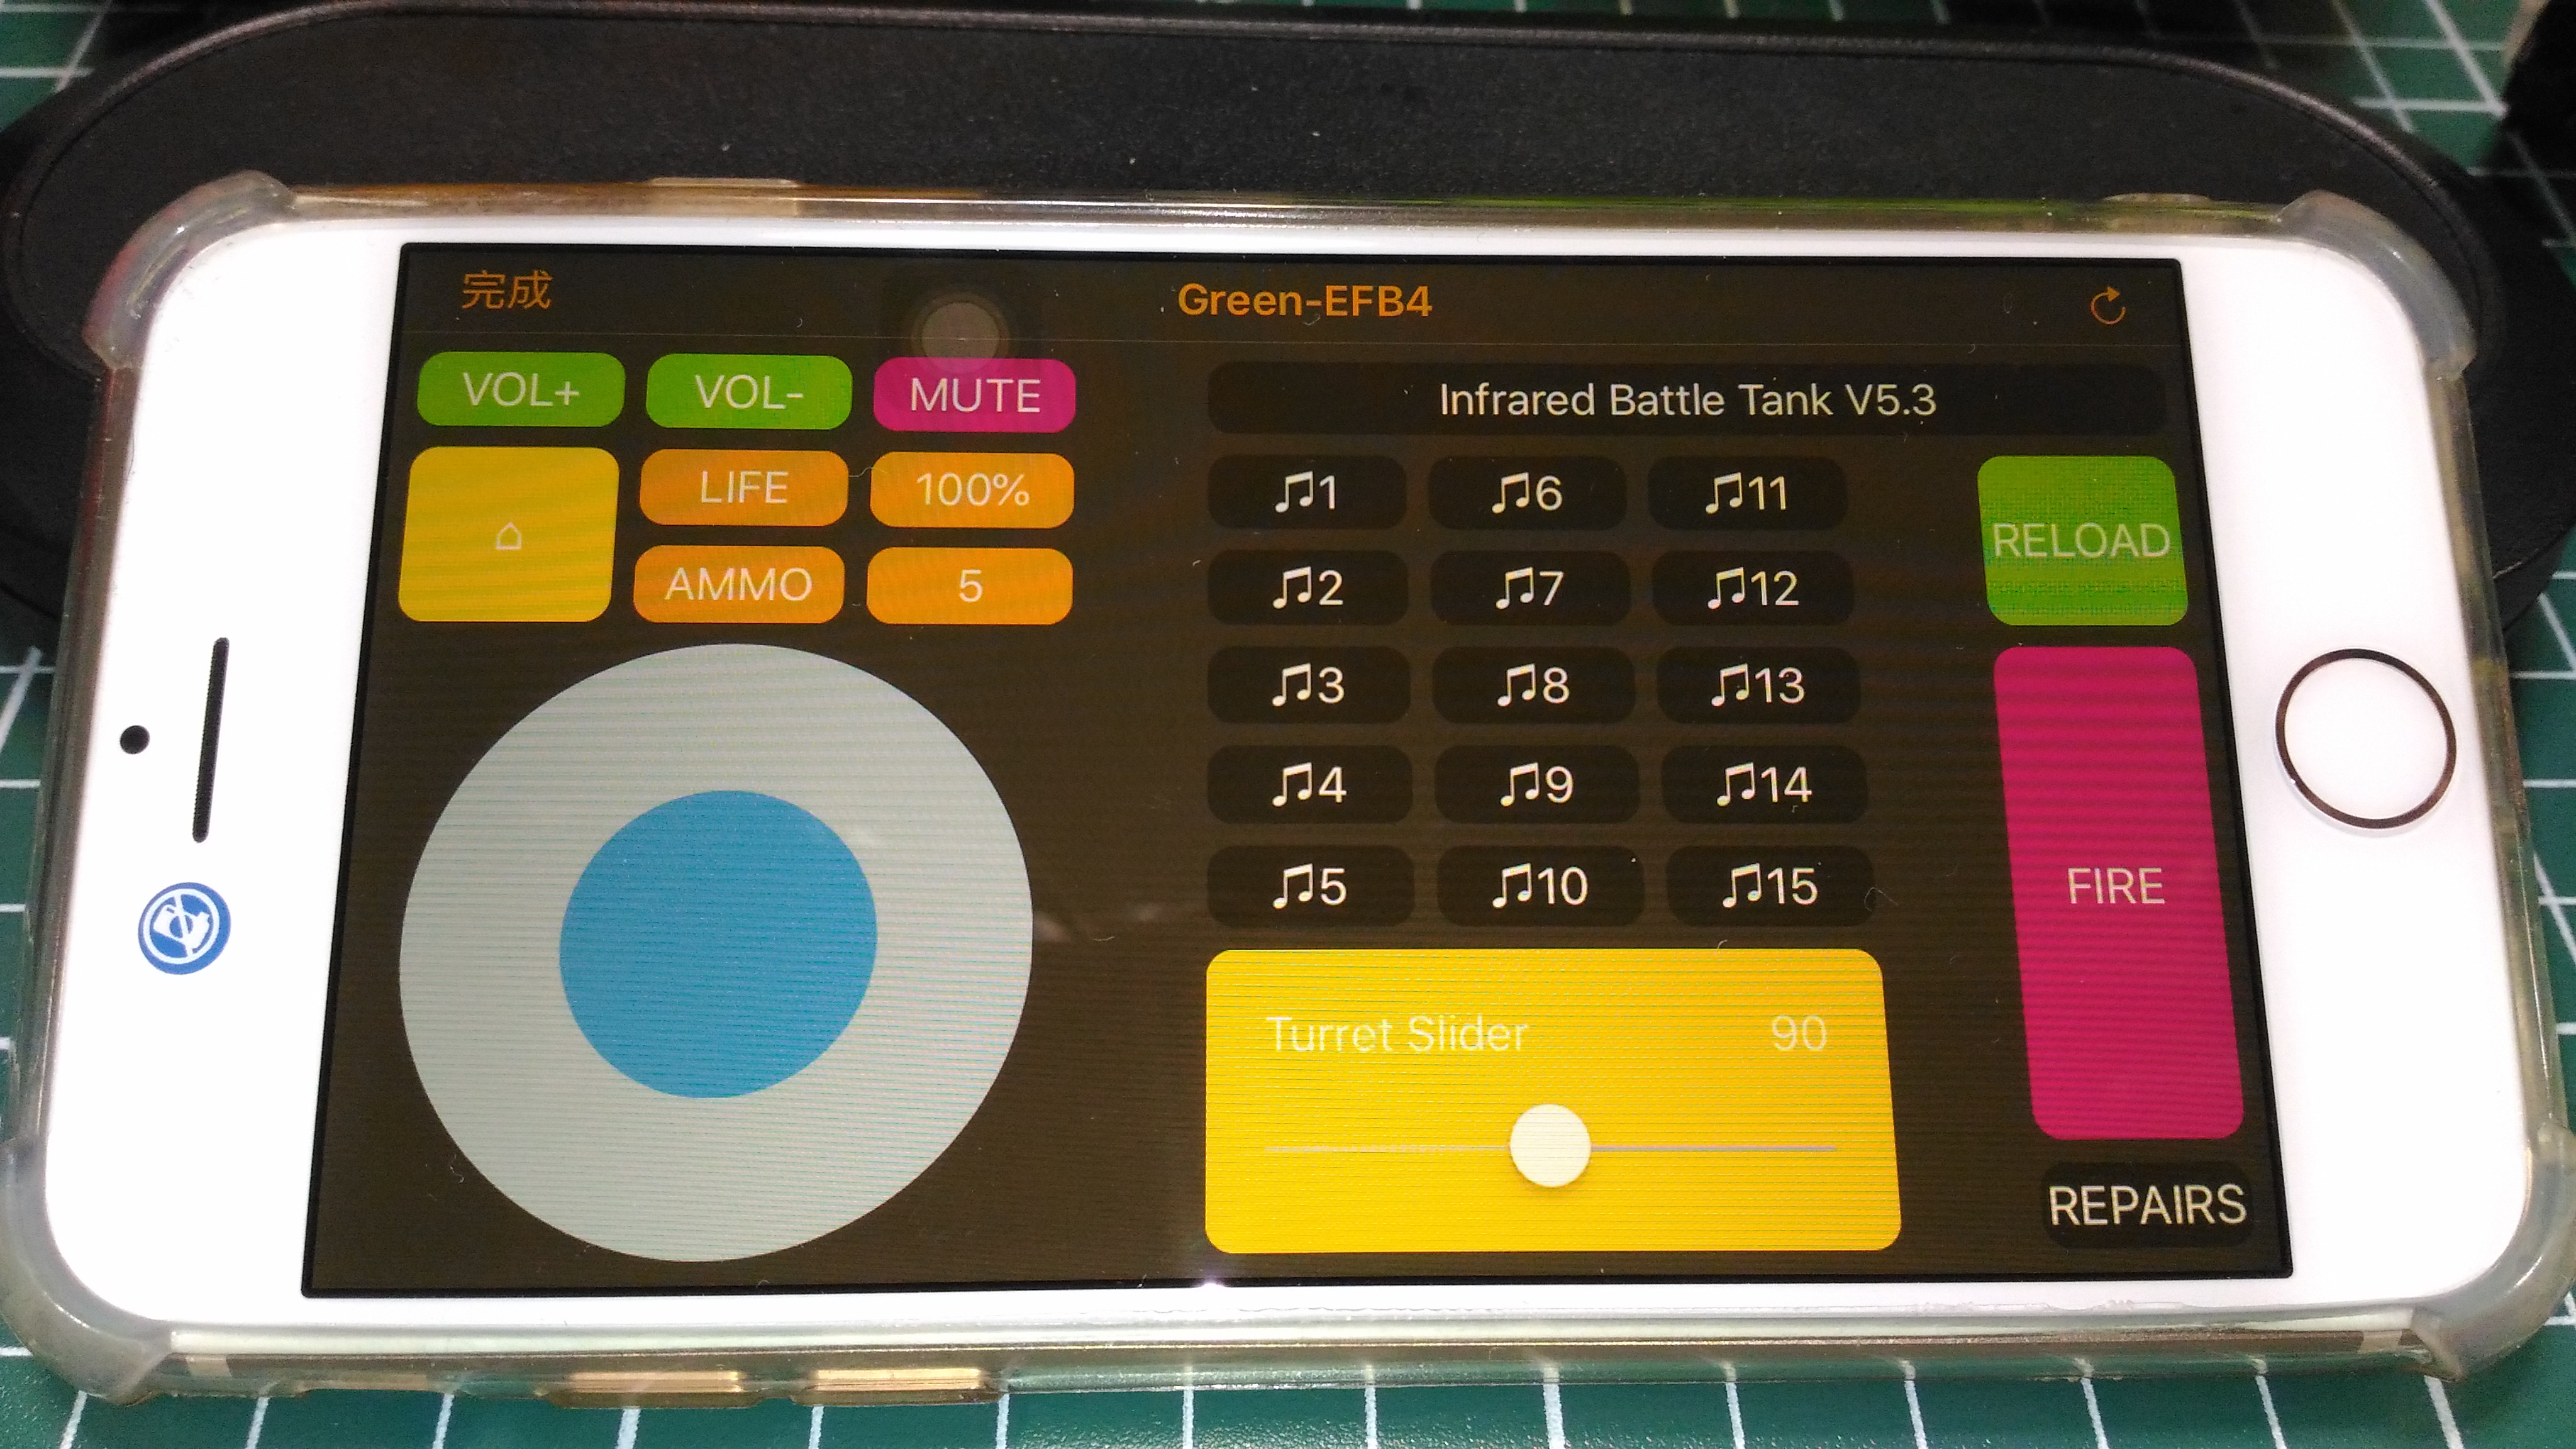 完成
Green-EFB4
VOL+ VOL- MUTE
Infrared Battle Tank V5.3
LIFE 100%
AMMO 5
♫1 ♫6 ♫11
♫2 ♫7 ♫12
♫3 ♫8 ♫13
♫4 ♫9 ♫14
♫5 ♫10 ♫15
RELOAD
FIRE
Turret Slider 90
REPAIRS